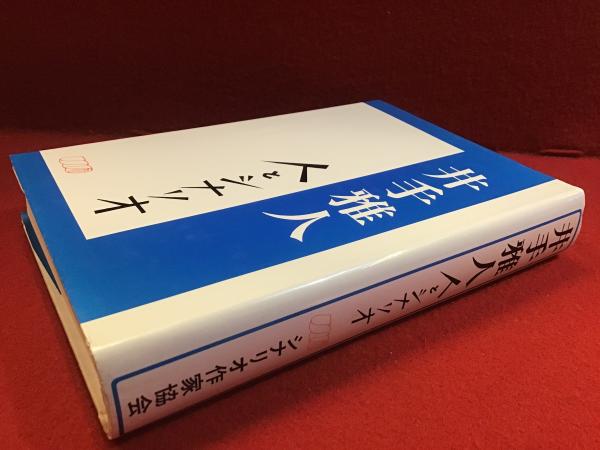 井手雅人
人とシナリオ
井手雅人 人とシナリオ
シナリオ作家協会